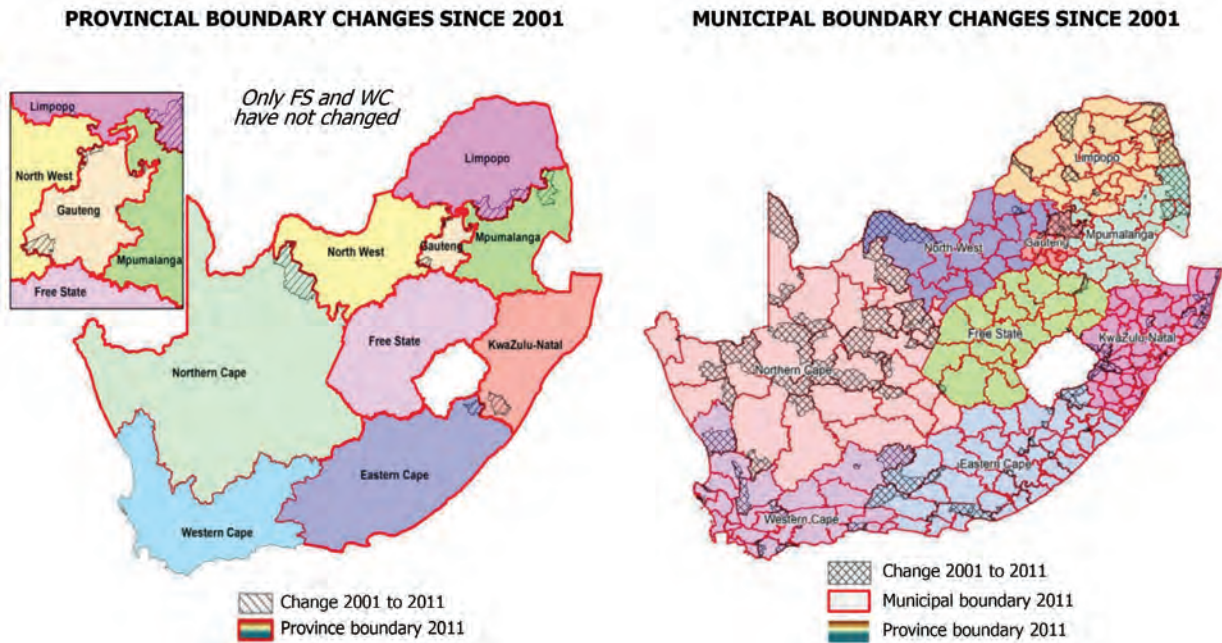 PROVINCIAL BOUNDARY CHANGES SINCE 2001
Only FS and WC
have not changed
Limpopo
North West
Gauteng
Mpumalanga
Free State
Limpopo
North West
Gauteng
Mpumalanga
Free State
KwaZulu-Natal
Northern Cape
Eastern Cape
Western Cape
Change 2001 to 2011
Province boundary 2011
MUNICIPAL BOUNDARY CHANGES SINCE 2001
Limpopo
North West
Gauteng
Mpumalanga
Free State
KwaZulu-Natal
Northern Cape
Eastern Cape
Western Cape
Change 2001 to 2011
Municipal boundary 2011
Province boundary 2011